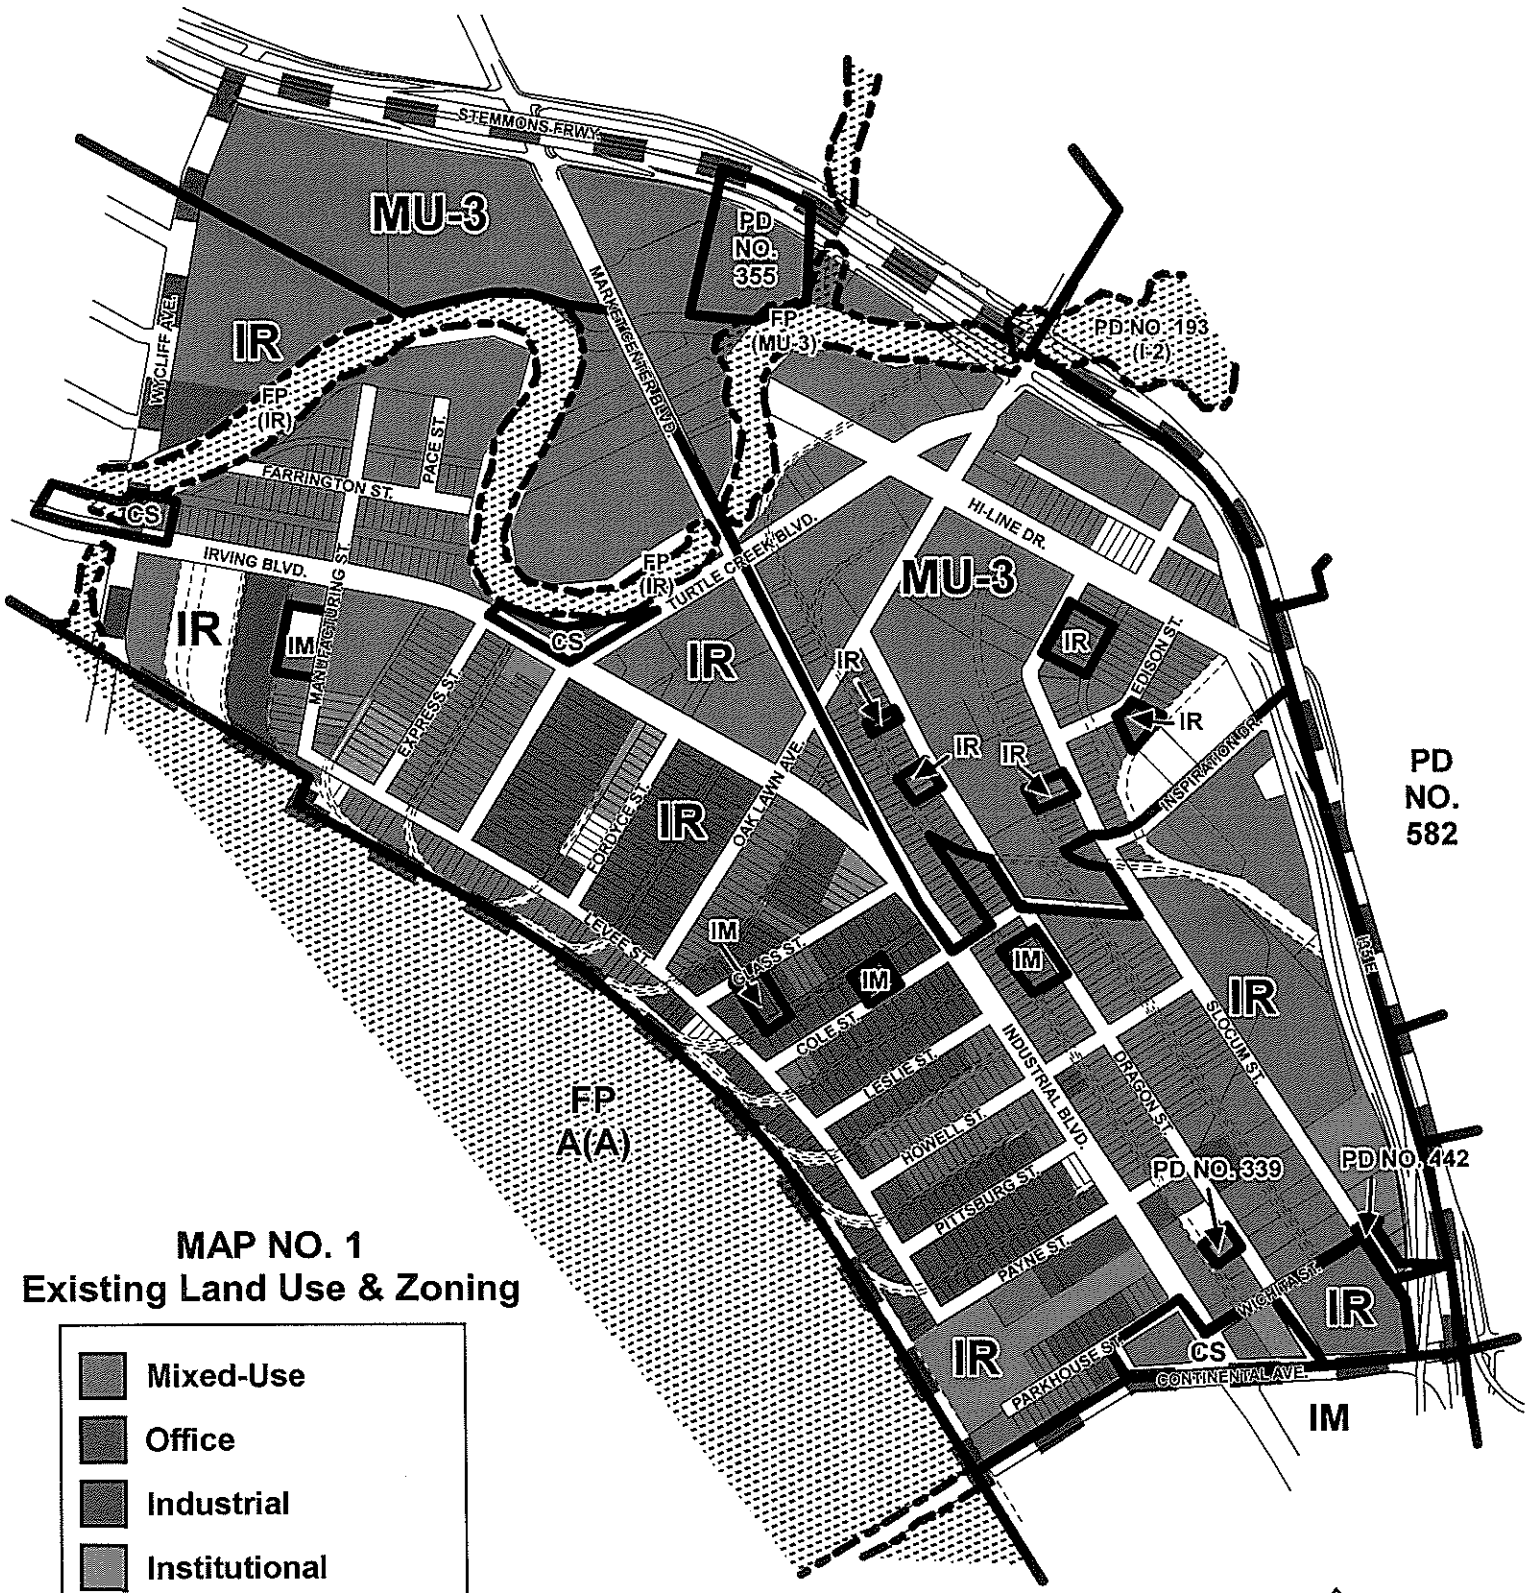 STEMMONS FRWY.
MU-3
PD
NO.
355
MARKET CENTER BLVD.
WYCLIFF AVE.
IR
FP
(MU-3)
PD NO. 193
(I-2)
FP
(IR)
PACE ST.
FARRINGTON ST.
CS
HI-LINE DR.
IRVING BLVD.
MANUFACTURING ST.
FP
(IR)
TURTLE CREEK BLVD.
MU-3
IR
IM
CS
IR
IR
IR
EDISON ST.
EXPRESS ST.
IR
IR
IR
INSPIRATION DR.
PD
NO.
582
FORDYCE ST.
IR
OAK LAWN AVE.
LEVEE ST.
IM
GLASS ST.
IM
IM
I-35E
IR
COLE ST.
SLOCUM ST.
LESLIE ST.
INDUSTRIAL BLVD.
DRAGON ST.
FP
A(A)
HOWELL ST.
PD NO. 339
PD NO. 442
PITTSBURG ST.
PAYNE ST.
WICHITA ST.
IR
IR
CS
PARKHOUSE ST.
CONTINENTAL AVE.
IM
MAP NO. 1
Existing Land Use & Zoning
Mixed-Use
Office
Industrial
Institutional